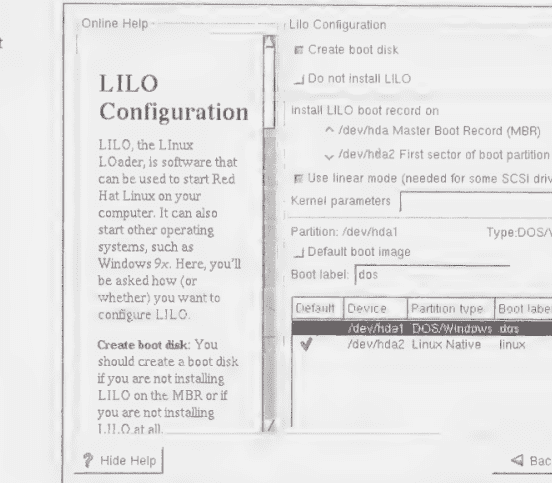 Online Help
LILO
Configuration
LILO, the LInux
LOader, is software that
can be used to start Red
Hat Linux on your
computer. It can also
start other operating
systems, such as
Windows 9x. Here, you'll
be asked how (or
whether) you want to
configure LILO.
Create boot disk: You
should create a boot disk
if you are not installing
LILO on the MBR or if
you are not installing
LILO at all.
Hide Help
Lilo Configuration
Create boot disk
Do not install LILO
Install LILO boot record on
/dev/hda Master Boot Record (MBR)
/dev/hda2 First sector of boot partition
Use linear mode (needed for some SCSI driv
Kernel parameters
Partition: /dev/hda1 Type:DOS/
Default boot image
Boot label: dos
Default Device Partition type Boot label
/dev/hda1 DOS/Windows dos
/dev/hda2 Linux Native linux
Bac